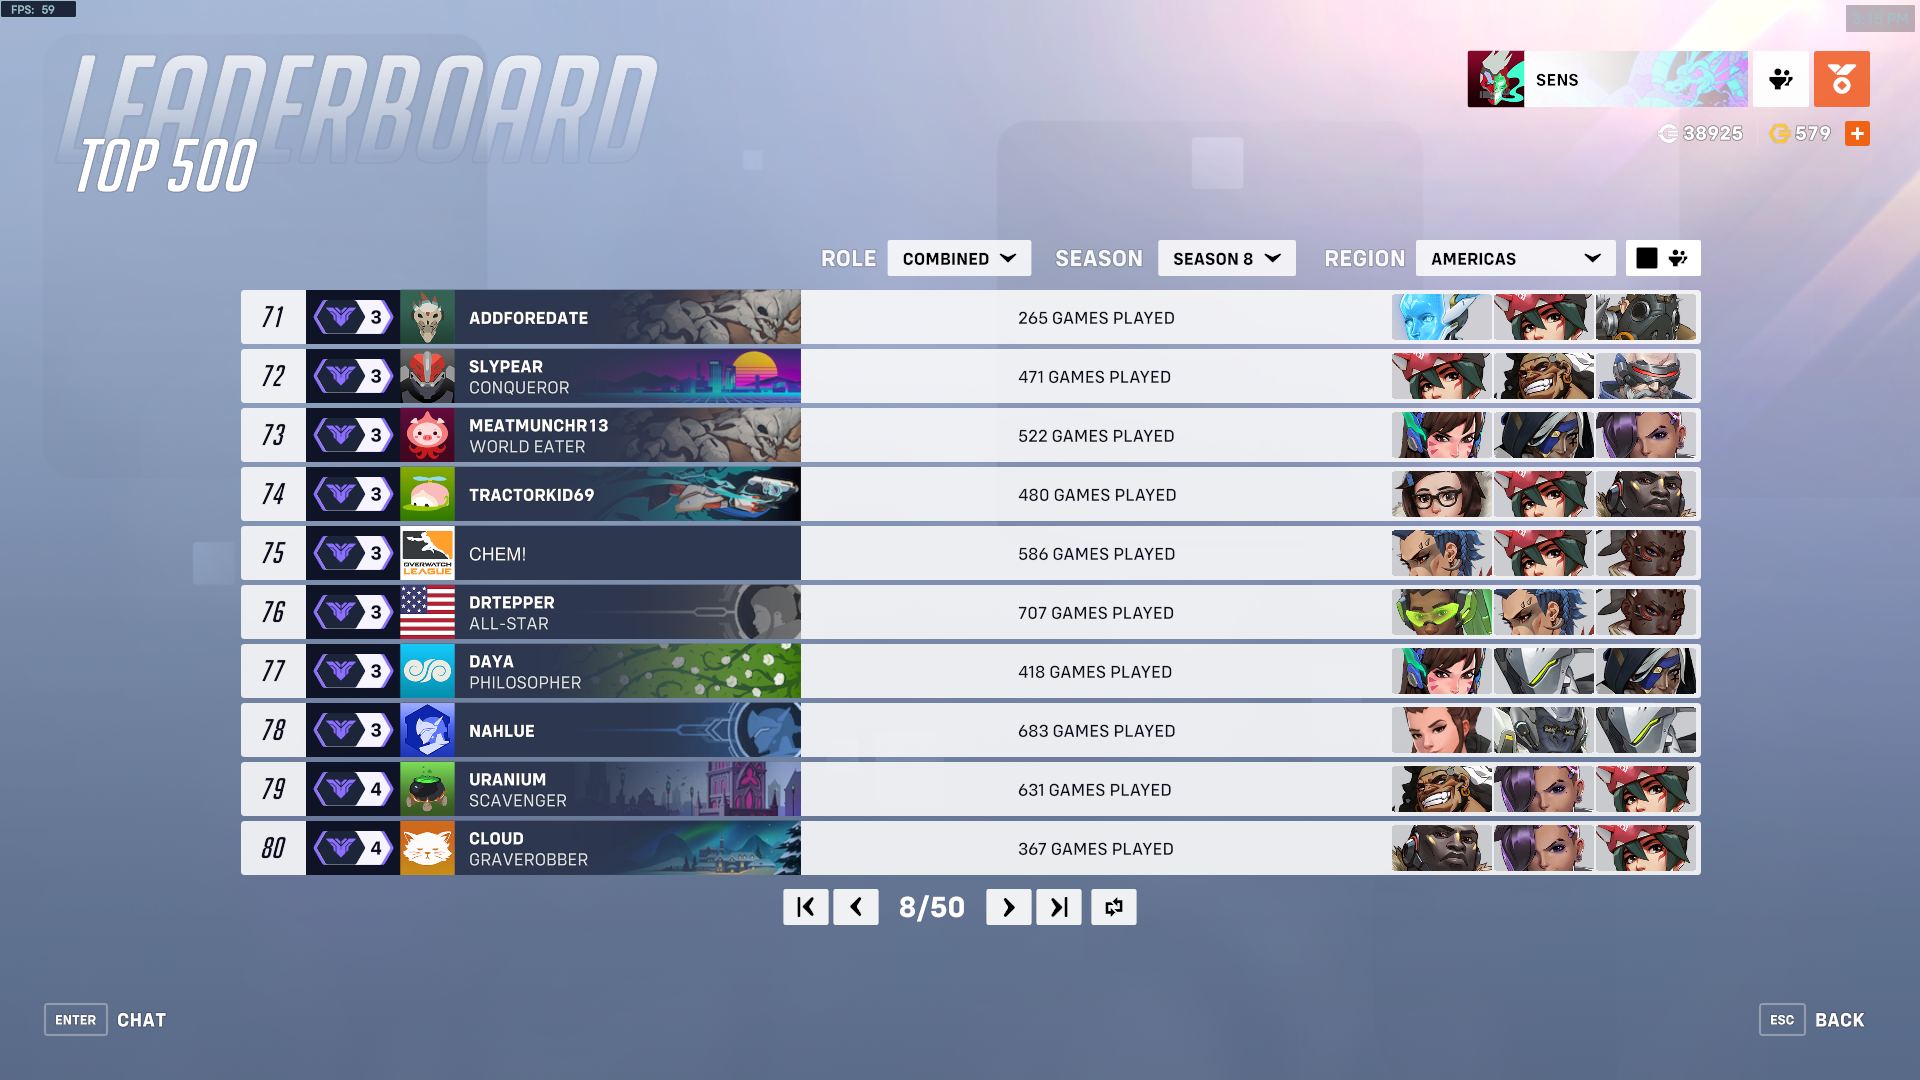 FPS: 59
3:15 PM
LEADERBOARD
TOP 500
SENS
38925 579
ROLE COMBINED SEASON SEASON 8 REGION AMERICAS
71 3 ADDFOREDATE 265 GAMES PLAYED
72 3 SLYPEAR 471 GAMES PLAYED
CONQUEROR
73 3 MEATMUNCHR13 522 GAMES PLAYED
WORLD EATER
74 3 TRACTORKID69 480 GAMES PLAYED
75 3 CHEM! 586 GAMES PLAYED
OVERWATCH
LEAGUE
76 3 DRTEPPER 707 GAMES PLAYED
ALL-STAR
77 3 DAYA 418 GAMES PLAYED
PHILOSOPHER
78 3 NAHLUE 683 GAMES PLAYED
79 4 URANIUM 631 GAMES PLAYED
SCAVENGER
80 4 CLOUD 367 GAMES PLAYED
GRAVEROBBER
8/50
ENTER CHAT
ESC BACK